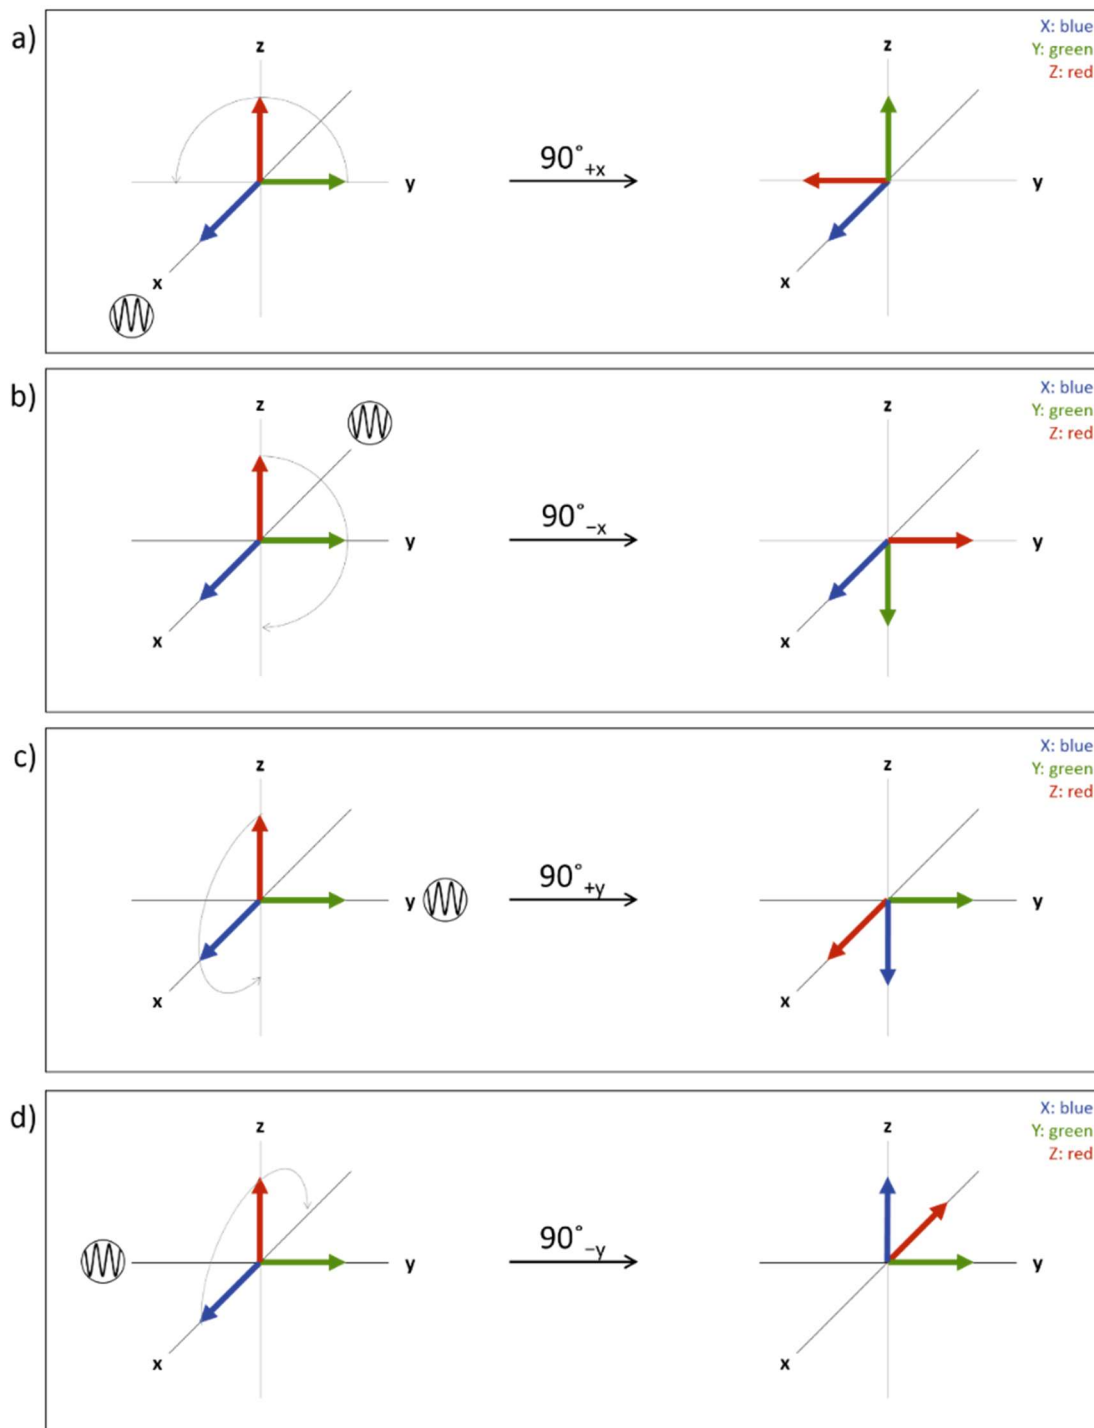 a)
X: blue
Y: green
Z: red
z
y
x
90°+x
z
y
x
b)
X: blue
Y: green
Z: red
z
y
x
90°−x
z
y
x
c)
X: blue
Y: green
Z: red
z
y
x
90°+y
z
y
x
d)
X: blue
Y: green
Z: red
z
y
x
90°−y
z
y
x